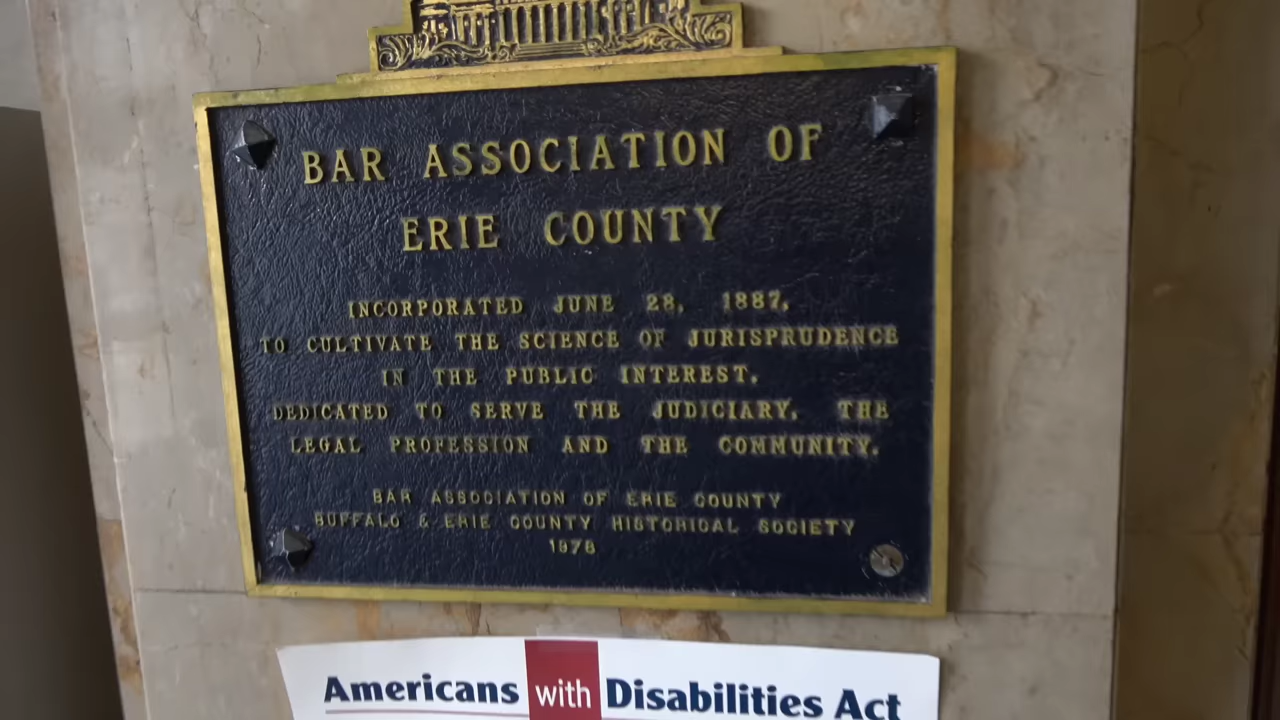 BAR ASSOCIATION OF
ERIE COUNTY
INCORPORATED JUNE 28, 1887,
TO CULTIVATE THE SCIENCE OF JURISPRUDENCE
IN THE PUBLIC INTEREST.
DEDICATED TO SERVE THE JUDICIARY, THE
LEGAL PROFESSION AND THE COMMUNITY.
BAR ASSOCIATION OF ERIE COUNTY
BUFFALO & ERIE COUNTY HISTORICAL SOCIETY
1978
Americans with Disabilities Act